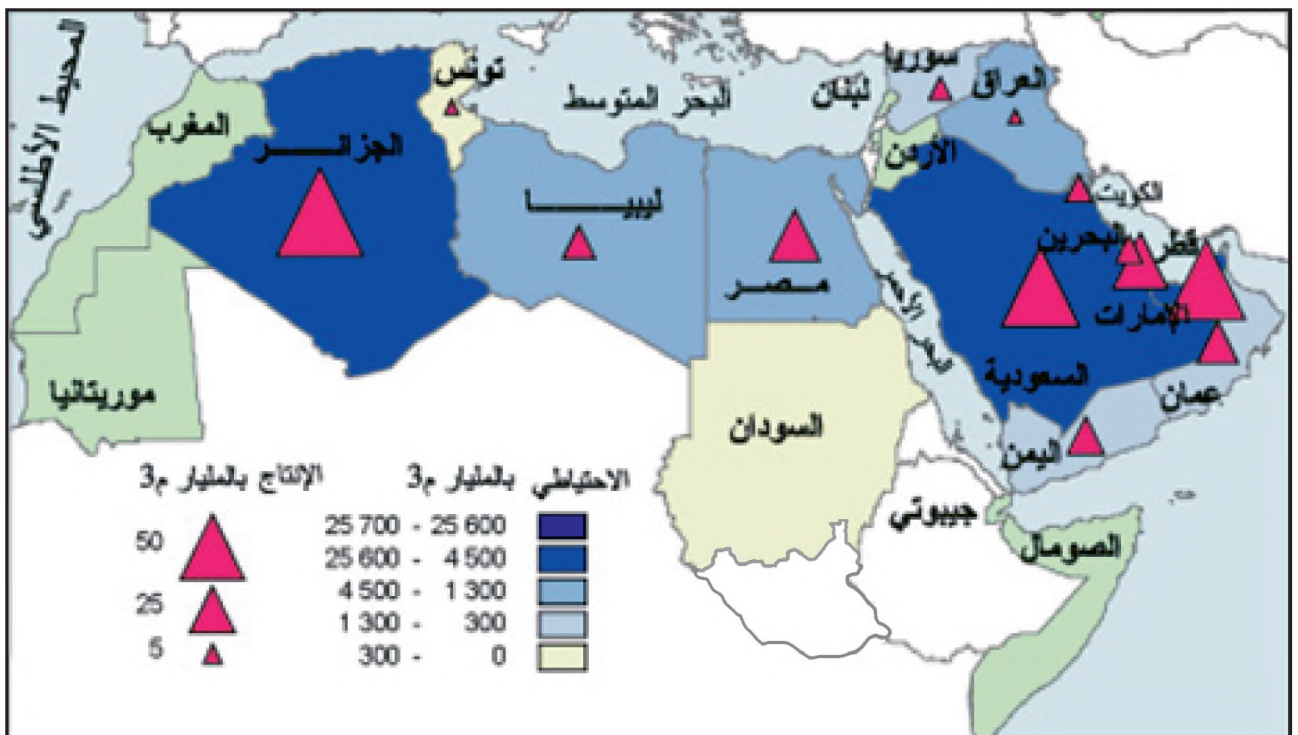 المحيط الأطلسي
المغرب
الجزائر
تونس
البحر المتوسط
لبنان
سوريا
العراق
الأردن
الكويت
ليبيا
مصر
البحر الأحمر
البحرين
قطر
الإمارات
السعودية
عمان
اليمن
موريتانيا
السودان
جيبوتي
الصومال
الاحتياطي بالمليار م3
25 600 - 25 700
4 500 - 25 600
1 300 - 4 500
300 - 1 300
0 - 300
الإنتاج بالمليار م3
50
25
5